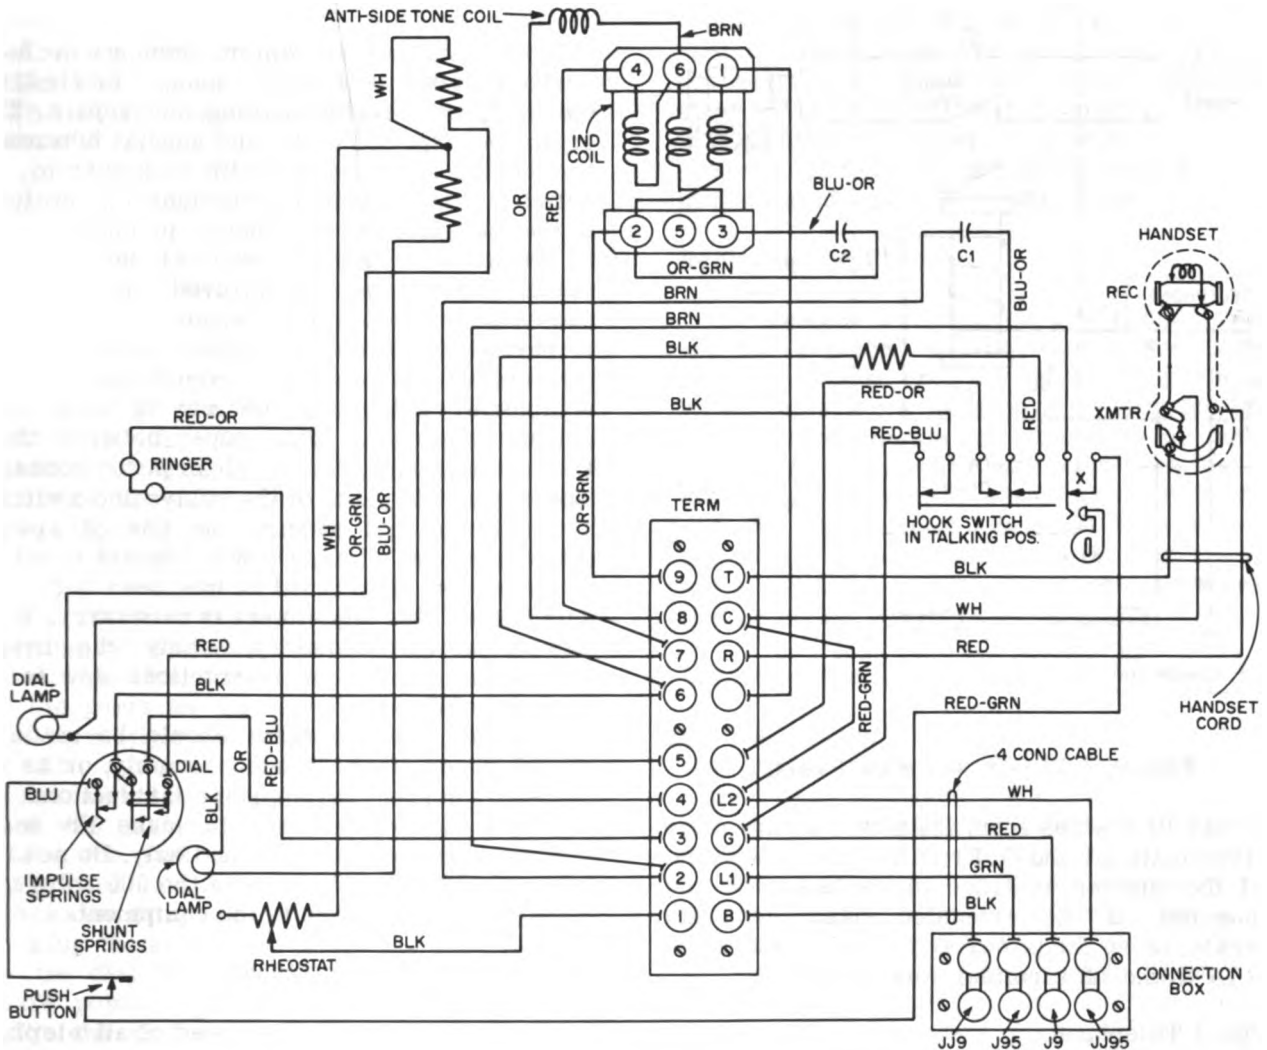 ANTI-SIDE TONE COIL
BRN
WH
4 6 1
IND
COIL
OR
RED
BLU-OR
2 5 3
C2
C1
OR-GRN
BRN
BLU-OR
HANDSET
REC
BRN
BLK
RED-OR
RED-OR
BLK
RED
XMTR
RED-BLU
RINGER
X
OR-GRN
WH
OR-GRN
BLU-OR
TERM
HOOK SWITCH
IN TALKING POS.
9 T
BLK
8 C
WH
RED
7 R
RED
DIAL
LAMP
BLK
6
RED-GRN
RED-GRN
HANDSET
CORD
OR
RED-BLU
DIAL
5
4 COND CABLE
BLU
BLK
4 L2
WH
3 G
RED
IMPULSE
SPRINGS
DIAL
LAMP
2 L1
GRN
BLK
SHUNT
SPRINGS
1 B
BLK
RHEOSTAT
PUSH
BUTTON
CONNECTION
BOX
JJ9 J95 J9 JJ95